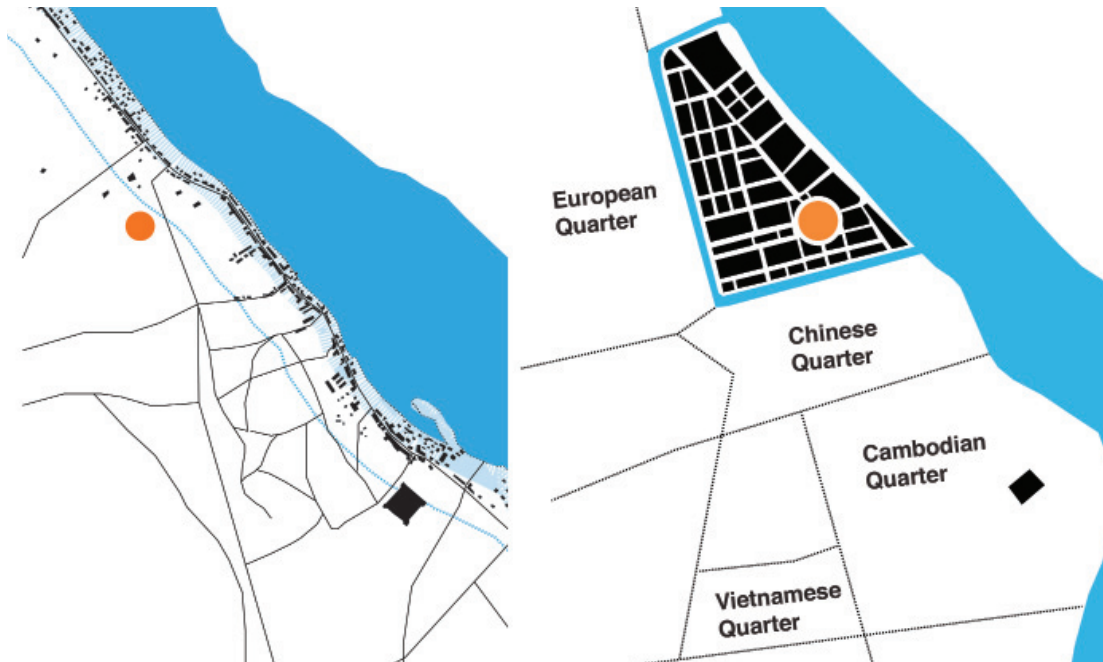 European
Quarter
Chinese
Quarter
Cambodian
Quarter
Vietnamese
Quarter